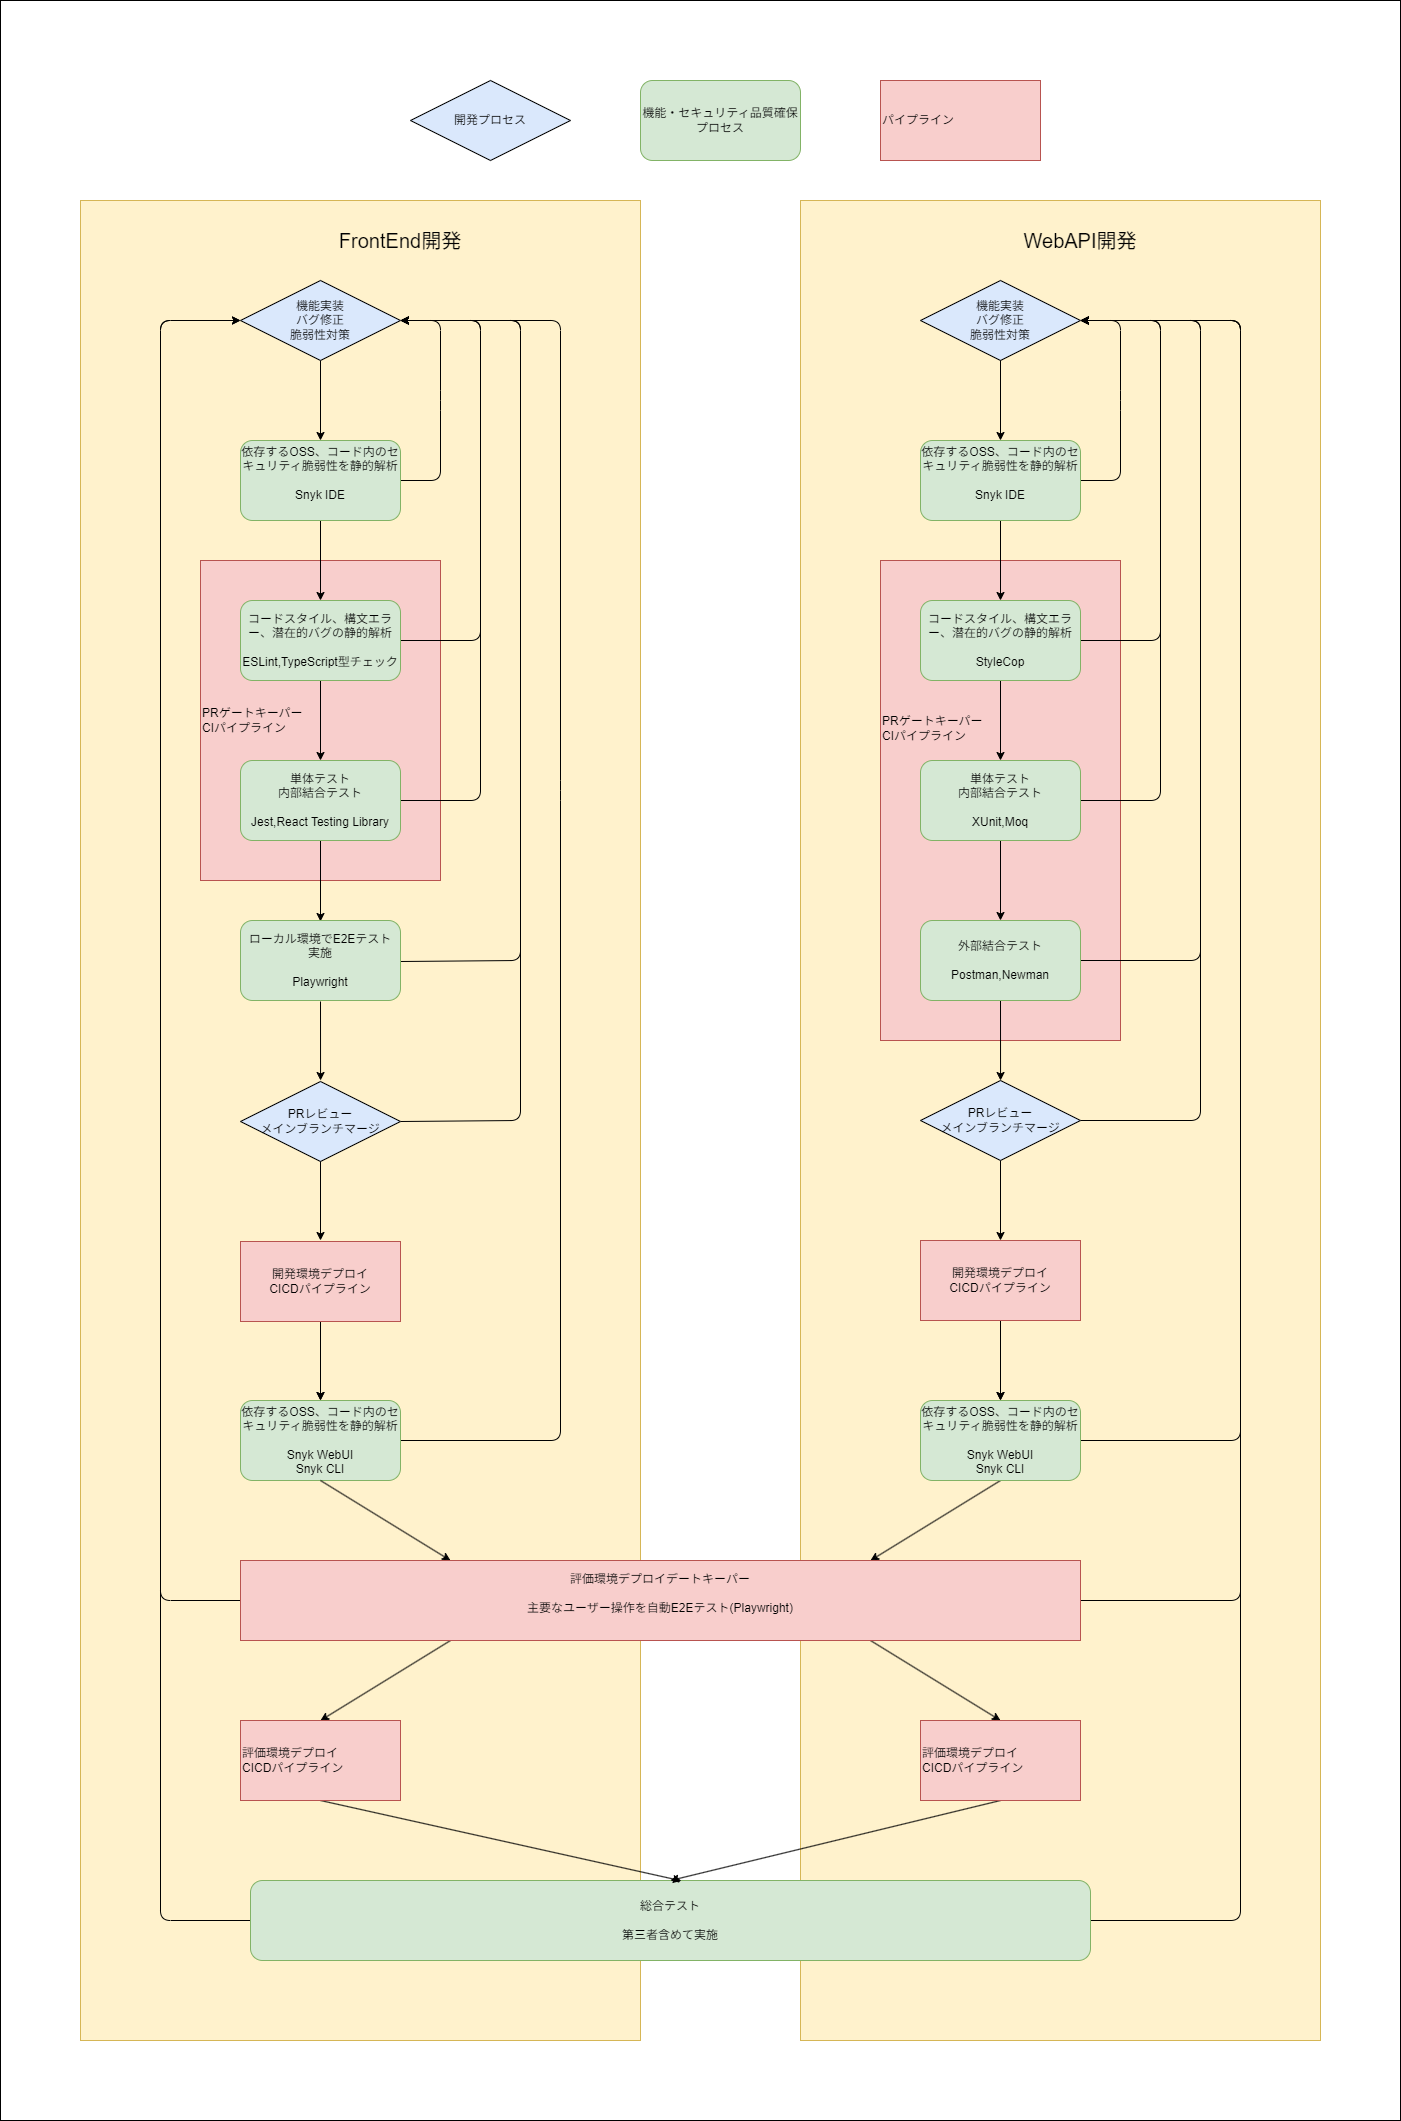 開発プロセス
機能・セキュリティ品質確保
プロセス
パイプライン
FrontEnd開発
機能実装
バグ修正
脆弱性対策
依存するOSS、コード内のセ
キュリティ脆弱性を静的解析
Snyk IDE
コードスタイル、構文エラ
ー、潜在的バグの静的解析
ESLint,TypeScript型チェック
PRゲートキーパー
CIパイプライン
単体テスト
内部結合テスト
Jest,React Testing Library
ローカル環境でE2Eテスト
実施
Playwright
PRレビュー
メインブランチマージ
開発環境デプロイ
CICDパイプライン
依存するOSS、コード内のセ
キュリティ脆弱性を静的解析
Snyk WebUI
Snyk CLI
WebAPI開発
機能実装
バグ修正
脆弱性対策
依存するOSS、コード内のセ
キュリティ脆弱性を静的解析
Snyk IDE
コードスタイル、構文エラ
ー、潜在的バグの静的解析
StyleCop
PRゲートキーパー
CIパイプライン
単体テスト
内部結合テスト
XUnit,Moq
外部結合テスト
Postman,Newman
PRレビュー
メインブランチマージ
開発環境デプロイ
CICDパイプライン
依存するOSS、コード内のセ
キュリティ脆弱性を静的解析
Snyk WebUI
Snyk CLI
評価環境デプロイデートキーパー
主要なユーザー操作を自動E2Eテスト(Playwright)
評価環境デプロイ
CICDパイプライン
評価環境デプロイ
CICDパイプライン
総合テスト
第三者含めて実施